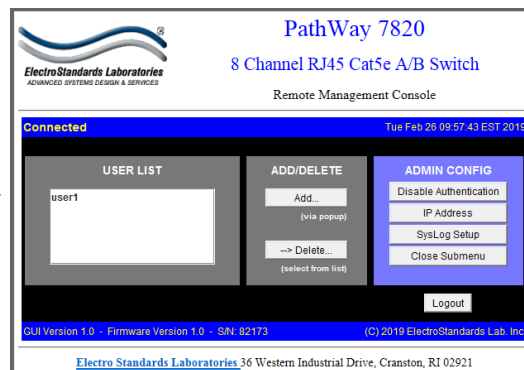 ®
ElectroStandards Laboratories
ADVANCED SYSTEMS DESIGN & SERVICES
PathWay 7820
8 Channel RJ45 Cat5e A/B Switch
Remote Management Console
Connected
Tue Feb 26 09:57:43 EST 2019
USER LIST
user1
ADD/DELETE
Add...
(via popup)
--> Delete...
(select from list)
ADMIN CONFIG
Disable Authentication
IP Address
SysLog Setup
Close Submenu
Logout
GUI Version 1.0 - Firmware Version 1.0 - S/N: 82173
(C) 2019 ElectroStandards Lab. Inc
Electro Standards Laboratories 36 Western Industrial Drive, Cranston, RI 02921